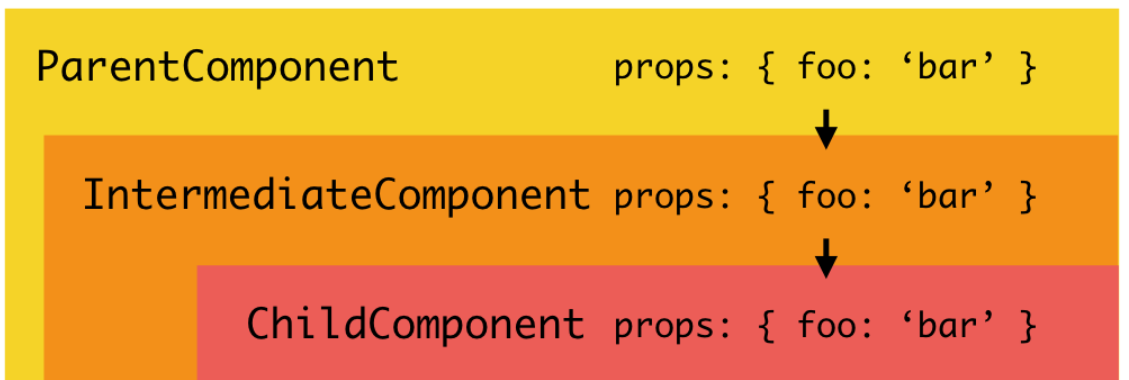 ParentComponent props: { foo: ‘bar’ }
IntermediateComponent props: { foo: ‘bar’ }
ChildComponent props: { foo: ‘bar’ }